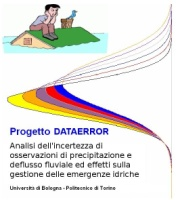 Progetto DATAERROR
Analisi dell'incertezza di
osservazioni di precipitazione e
deflusso fluviale ed effetti sulla
gestione delle emergenze idriche
Università di Bologna - Politecnico di Torino